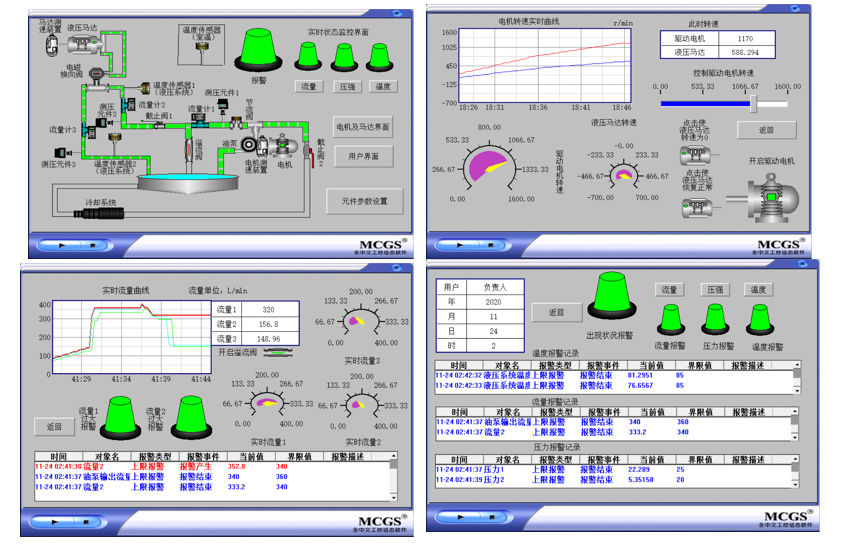 马达测
速装置
液压马达
温度传感器
(室温)
实时状态监控界面
电磁
换向阀
报警
温度传感器1
(液压系统)
测压元件1
流量
压强
温度
测压
元件2
流量计2
截止阀1
流量计1
节流阀
流量计3
电机及马达界面
测压元件3
温度传感器2
(液压系统)
溢流阀
油泵
电机测
速装置
电机
截止阀2
用户界面
冷却系统
元件参数设置
MCGS®
全中文工控组态软件
电机转速实时曲线
r/min
此时转速
1600
1025
450
-125
-700
18:26
18:31
18:36
18:41
18:46
驱动电机
1170
液压马达
588.294
控制驱动电机转速
0.00
533.33
1066.67
1600.00
液压马达转速
800.00
533.33
1066.67
266.67
1333.33
0.00
1600.00
驱动电机转速
-0.00
-233.33
233.33
-466.67
466.67
-700.00
700.00
点击使
液压马达
转速为0
返回
点击使
液压马达
恢复正常
开启驱动电机
MCGS®
全中文工控组态软件
实时流量曲线
流量单位: L/min
400
300
200
100
0
41:29
41:34
41:39
41:44
流量1
320
流量2
156.8
流量3
148.96
开启溢流阀
200.00
133.33
266.67
66.67
333.33
0.00
400.00
实时流量3
200.00
133.33
266.67
66.67
333.33
0.00
400.00
实时流量1
200.00
133.33
266.67
66.67
333.33
0.00
400.00
实时流量2
返回
流量1
过大
报警
流量2
过大
报警
时间 对象名 报警类型 报警事件 当前值 界限值 报警描述
11-24 02:41:38 流量2 上限报警 报警产生 352.8 340
11-24 02:41:37 油泵输出流量 上限报警 报警结束 340 360
11-24 02:41:37 流量2 上限报警 报警结束 333.2 340
MCGS®
全中文工控组态软件
用户 负责人
年 2020
月 11
日 24
时 2
返回
出现状况报警
流量
压强
温度
流量报警
压力报警
温度报警
温度报警记录
时间 对象名 报警类型 报警事件 当前值 界限值 报警描述
11-24 02:42:32 液压系统温度 上限报警 报警结束 81.2951 85
11-24 02:42:33 液压系统温度 上限报警 报警结束 76.6567 85
流量报警记录
时间 对象名 报警类型 报警事件 当前值 界限值 报警描述
11-24 02:41:37 油泵输出流量 上限报警 报警结束 340 360
11-24 02:41:37 流量2 上限报警 报警结束 333.2 340
压力报警记录
时间 对象名 报警类型 报警事件 当前值 界限值 报警描述
11-24 02:41:37 压力1 上限报警 报警结束 22.289 25
11-24 02:41:39 压力2 上限报警 报警结束 5.35158 20
MCGS®
全中文工控组态软件